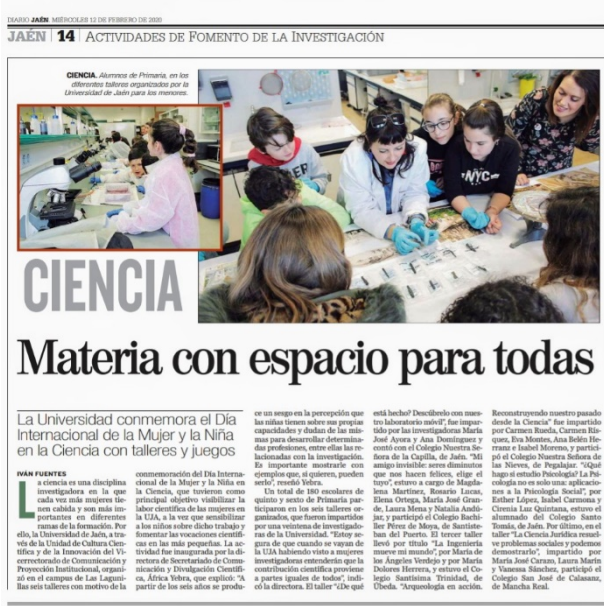 DIARIO JAÉN, MIÉRCOLES 12 DE FEBRERO DE 2020
JAÉN | 14 | ACTIVIDADES DE FOMENTO DE LA INVESTIGACIÓN
CIENCIA. Alumnos de Primaria, en los
diferentes talleres organizados por la
Universidad de Jaén para los menores.
CIENCIA
Materia con espacio para todas
La Universidad conmemora el Día
Internacional de la Mujer y la Niña
en la Ciencia con talleres y juegos
IVÁN FUENTES
La ciencia es una disciplina
investigadora en la que
cada vez más mujeres tie-
nen cabida y son más im-
portantes en diferentes
ramas de la formación. Por
ello, la Universidad de Jaén, a tra-
vés de la Unidad de Cultura Cien-
tífica y de la Innovación del Vi-
cerrectorado de Comunicación y
Proyección Institucional, organi-
zó en el campus de Las Laguni-
llas seis talleres con motivo de la
conmemoración del Día Interna-
cional de la Mujer y la Niña en
la Ciencia, que tuvieron como
principal objetivo visibilizar la
labor científica de las mujeres en
la UJA, a la vez que sensibilizar
a los niños sobre dicho trabajo y
fomentar las vocaciones científi-
cas en las más pequeñas. La ac-
tividad fue inaugurada por la di-
rectora de Secretariado de Comu-
nicación y Divulgación Científi-
ca, África Yebra, que explicó: "A
partir de los seis años se produ-
ce un sesgo en la percepción que
las niñas tienen sobre sus propias
capacidades y dudan de las mis-
mas para desarrollar determina-
das profesiones, entre ellas las re-
lacionadas con la investigación.
Es importante mostrarle con
ejemplos que, si quieren, pueden
serlo", reseñó Yebra.
Un total de 180 escolares de
quinto y sexto de Primaria par-
ticiparon en los seis talleres or-
ganizados, que fueron impartidos
por una veintena de investigado-
ras de la Universidad. "Estoy se-
gura de que cuando se vayan de
la UJA habiendo visto a mujeres
investigadoras entenderán que la
contribución científica proviene
a partes iguales de todos", indi-
có la directora. El taller "¿De qué
está hecho? Descúbrelo con nues-
tro laboratorio móvil", fue impar-
tido por las investigadoras María
José Ayora y Ana Domínguez y
contó con el Colegio Nuestra Se-
ñora de la Capilla, de Jaén. "Mi
amigo invisible: seres diminutos
que nos hacen felices, elige el
tuyo", estuvo a cargo de Magda-
lena Martínez, Rosario Lucas,
Elena Ortega, María José Gran-
de, Laura Mena y Natalia Andú-
jar, y participó el Colegio Bachi-
ller Pérez de Moya, de Santiste-
ban del Puerto. El tercer taller
llevó por título "La Ingeniería
mueve mi mundo", por María de
los Ángeles Verdejo y por María
Dolores Herrera, y estuvo el Co-
legio Santísima Trinidad, de
Úbeda. "Arqueología en acción.
Reconstruyendo nuestro pasado
desde la Ciencia" fue impartido
por Carmen Rueda, Carmen Rís-
quez, Eva Montes, Ana Belén He-
rranz e Isabel Moreno, y partici-
pó el Colegio Nuestra Señora de
las Nieves, de Pegalajar. "¿Qué
hago si estudio Psicología? La Psi-
cología no es solo una: aplicacio-
nes a la Psicología Social", por
Esther López, Isabel Carmona y
Cirenia Luz Quintana, estuvo el
alumnado del Colegio Santo
Tomás, de Jaén. Por último, en el
taller "La Ciencia Jurídica resuel-
ve problemas sociales y podemos
demostrarlo", impartido por
María José Carazo, Laura Marín
y Vanessa Sánchez, participó el
Colegio San José de Calasanz,
de Mancha Real.